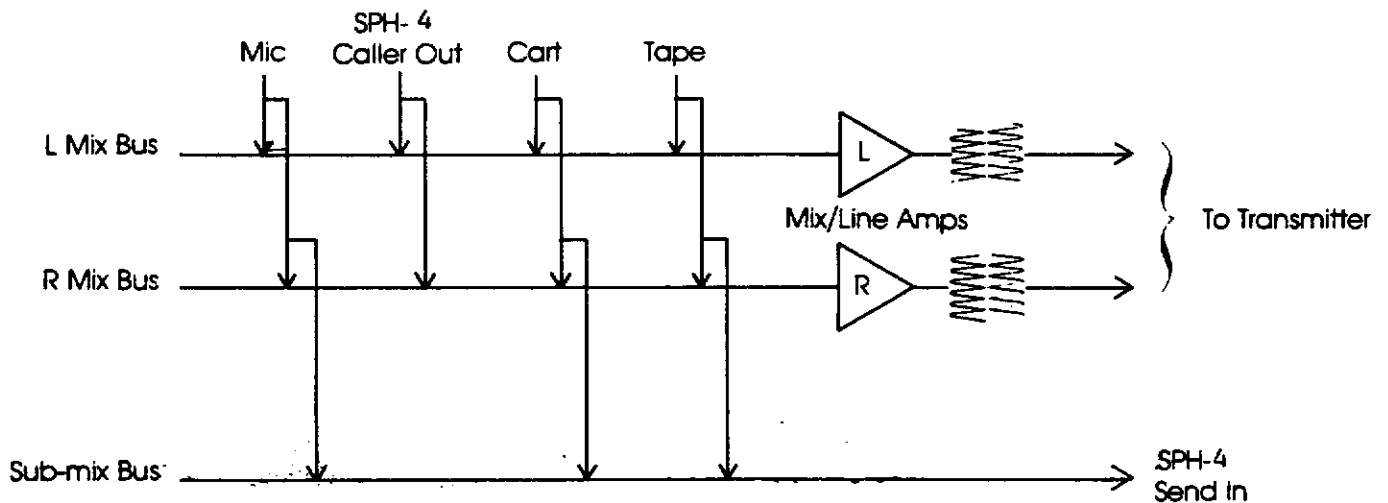 Mic
SPH-4
Caller Out
Cart
Tape
L Mix Bus
L
Mix/Line Amps
To Transmitter
R Mix Bus
R
Sub-mix Bus
SPH-4
Send In